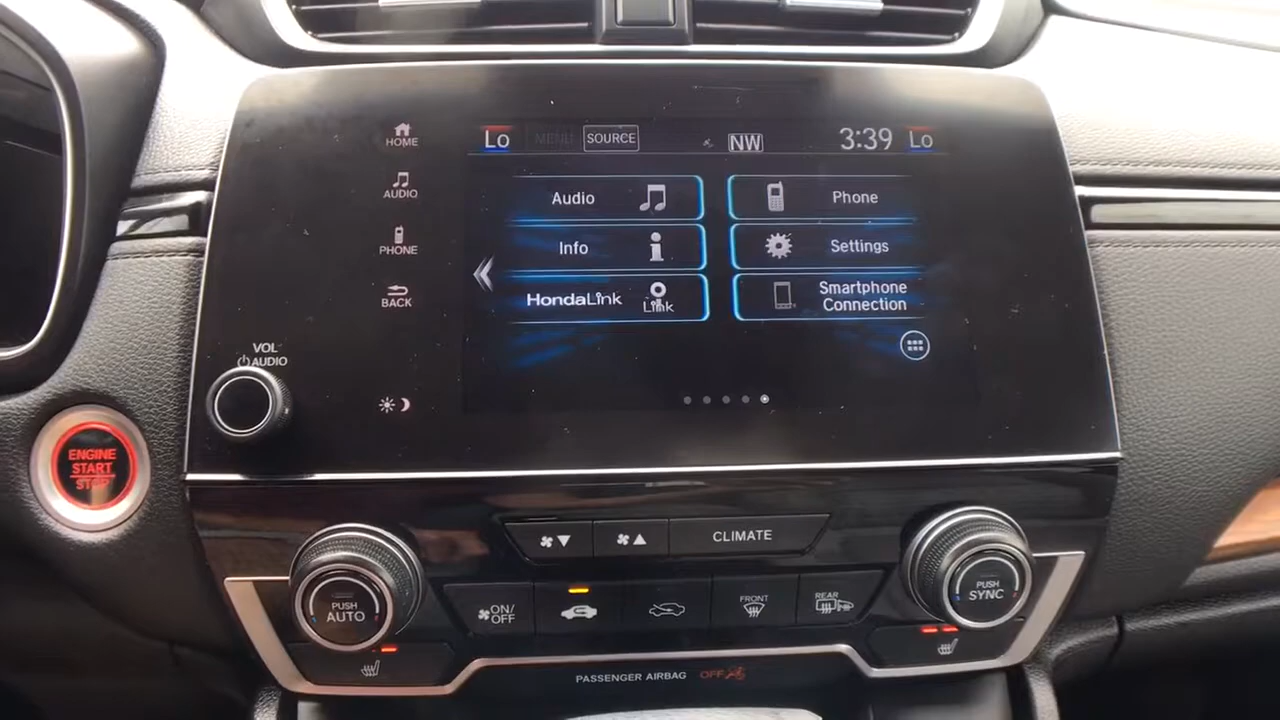 HOME
Lo MENU SOURCE NW 3:39 Lo
AUDIO
Audio
Phone
PHONE
Info
Settings
BACK
HondaLink
Link
Smartphone
Connection
VOL
AUDIO
ENGINE
START
STOP
CLIMATE
PUSH
AUTO
ON/
OFF
FRONT
REAR
PUSH
SYNC
PASSENGER AIRBAG OFF